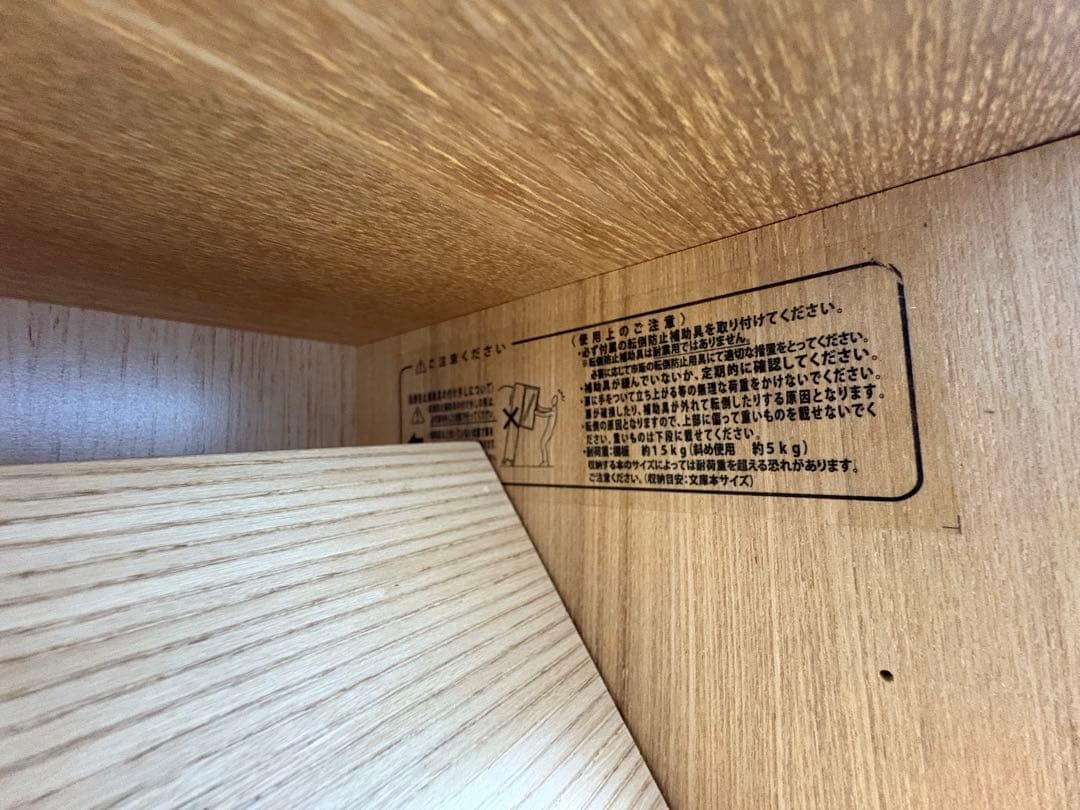 ⚠ご注意ください
〈使用上のご注意〉
・必ず付属の転倒防止補助具を取り付けてください。
※転倒防止補助具は耐震用ではありません。
必要に応じて市販の転倒防止用具にて適切な措置をとってください。
・補助具が緩んでいないか、定期的に確認してください。
・扉に手をついて立ち上がる等の無理な荷重をかけないでください。
扉が破損したり、補助具が外れて転倒したりする原因となります。
・転倒の原因となりますので、上部に偏って重いものを載せないでく
ださい。重いものは下段に載せてください。
・耐荷重:棚板 約15kg(斜め使用 約5kg)
収納する本のサイズによっては耐荷重を超える恐れがあります。
ご注意ください。(収納目安:文庫本サイズ)